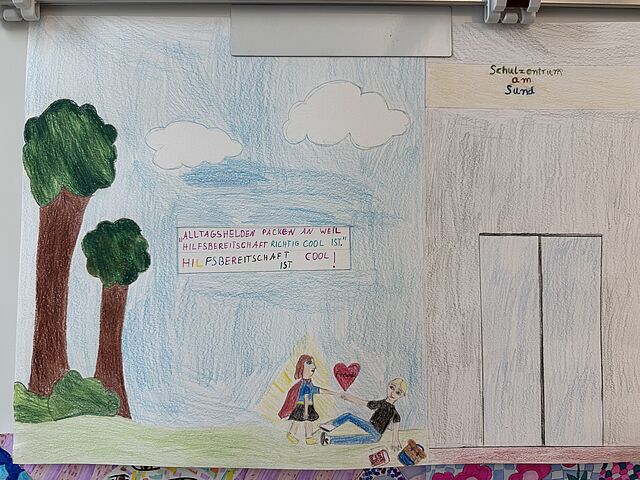 Schulzentrum
am
Sund
„ALLTAGSHELDEN PACKEN AN WEIL
HILFSBEREITSCHAFT RICHTIG COOL IST."
HILFSBEREITSCHAFT COOL!
IST